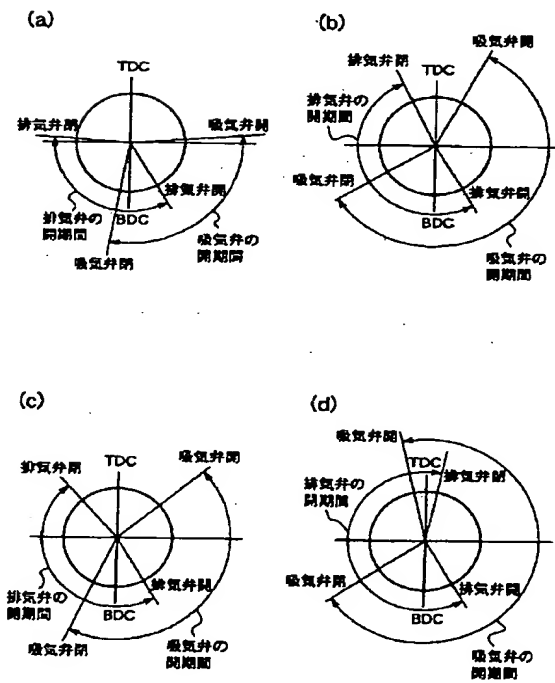 (a)
TDC
排気弁閉
吸気弁開
排気弁開
排気弁の
開期間
BDC
吸気弁の
開期間
吸気弁閉
(b)
吸気弁開
TDC
排気弁閉
排気弁の
開期間
吸気弁閉
排気弁開
BDC
吸気弁の
開期間
(c)
TDC
排気弁閉
吸気弁開
排気弁の
開期間
排気弁開
BDC
吸気弁の
開期間
吸気弁閉
(d)
吸気弁開
TDC
排気弁閉
排気弁の
開期間
吸気弁閉
排気弁開
BDC
吸気弁の
開期間